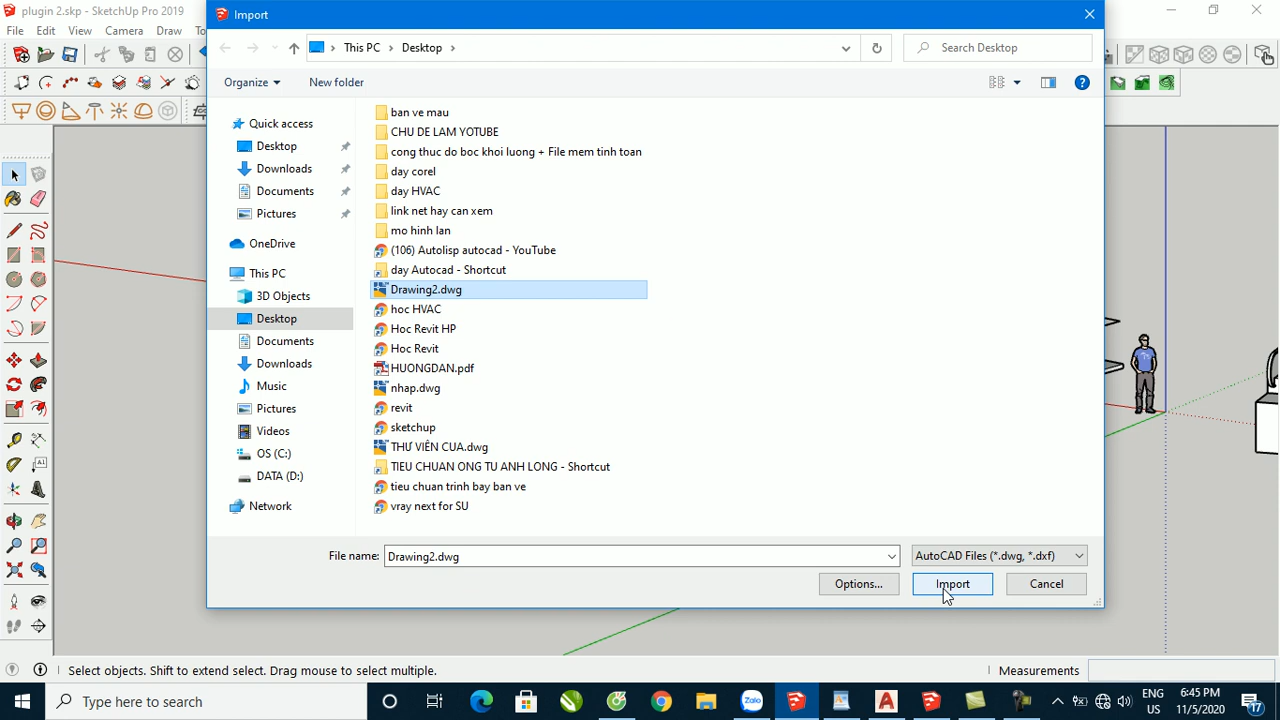 plugin 2.skp - SketchUp Pro 2019
File
Edit
View
Camera
Draw
To
Import
This PC
Desktop
Search Desktop
Organize
New folder
Quick access
Desktop
Downloads
Documents
Pictures
OneDrive
This PC
3D Objects
Desktop
Documents
Downloads
Music
Pictures
Videos
OS (C:)
DATA (D:)
Network
ban ve mau
CHU DE LAM YOTUBE
cong thuc do boc khoi luong + File mem tinh toan
day corel
day HVAC
link net hay can xem
mo hinh lan
(106) Autolisp autocad - YouTube
day Autocad - Shortcut
Drawing2.dwg
hoc HVAC
Hoc Revit HP
Hoc Revit
HUONGDAN.pdf
nhap.dwg
revit
sketchup
THƯ VIÊN CUA.dwg
TIEU CHUAN ONG TU ANH LONG - Shortcut
tieu chuan trinh bay ban ve
vray next for SU
File name:
Drawing2.dwg
AutoCAD Files (*.dwg, *.dxf)
Options...
Import
Cancel
Select objects. Shift to extend select. Drag mouse to select multiple.
Measurements
Type here to search
Zalo
ENG
US
6:45 PM
11/5/2020
17